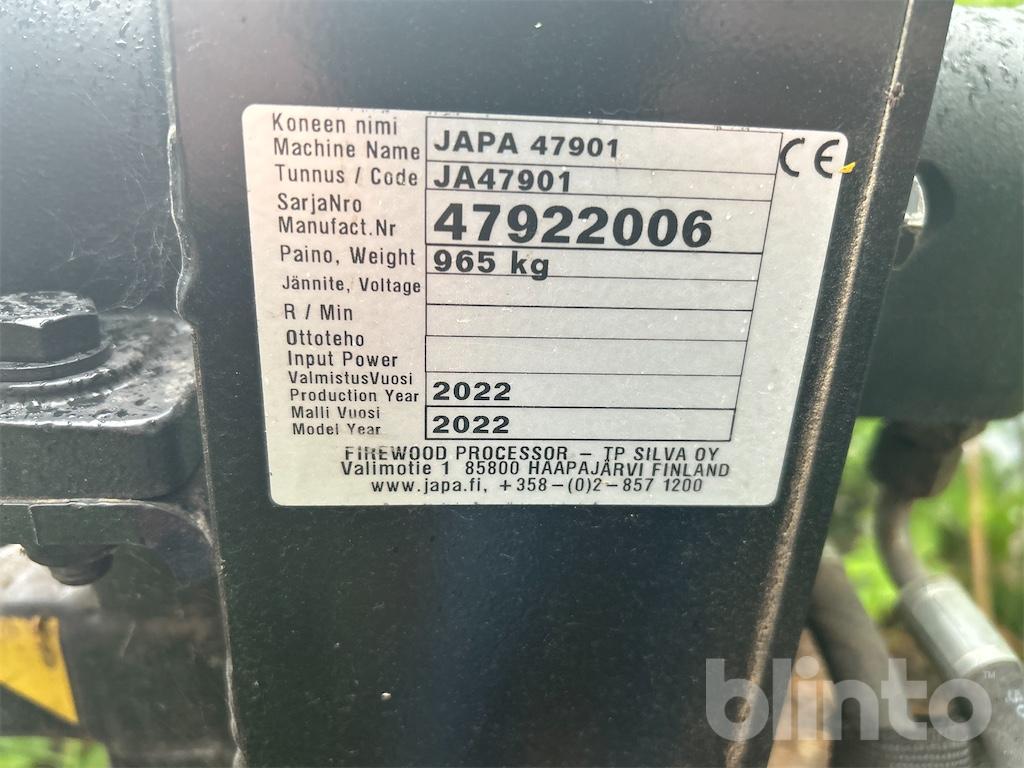 Koneen nimi
Machine Name JAPA 47901
Tunnus / Code JA47901
SarjaNro
Manufact.Nr 47922006
Paino, Weight 965 kg
Jännite, Voltage
R / Min
Ottoteho
Input Power
ValmistusVuosi
Production Year 2022
Malli Vuosi
Model Year 2022
FIREWOOD PROCESSOR – TP SILVA OY
Valimotie 1 85800 HAAPAJÄRVI FINLAND
www.japa.fi, +358–(0)2–857 1200
CE
blinto™